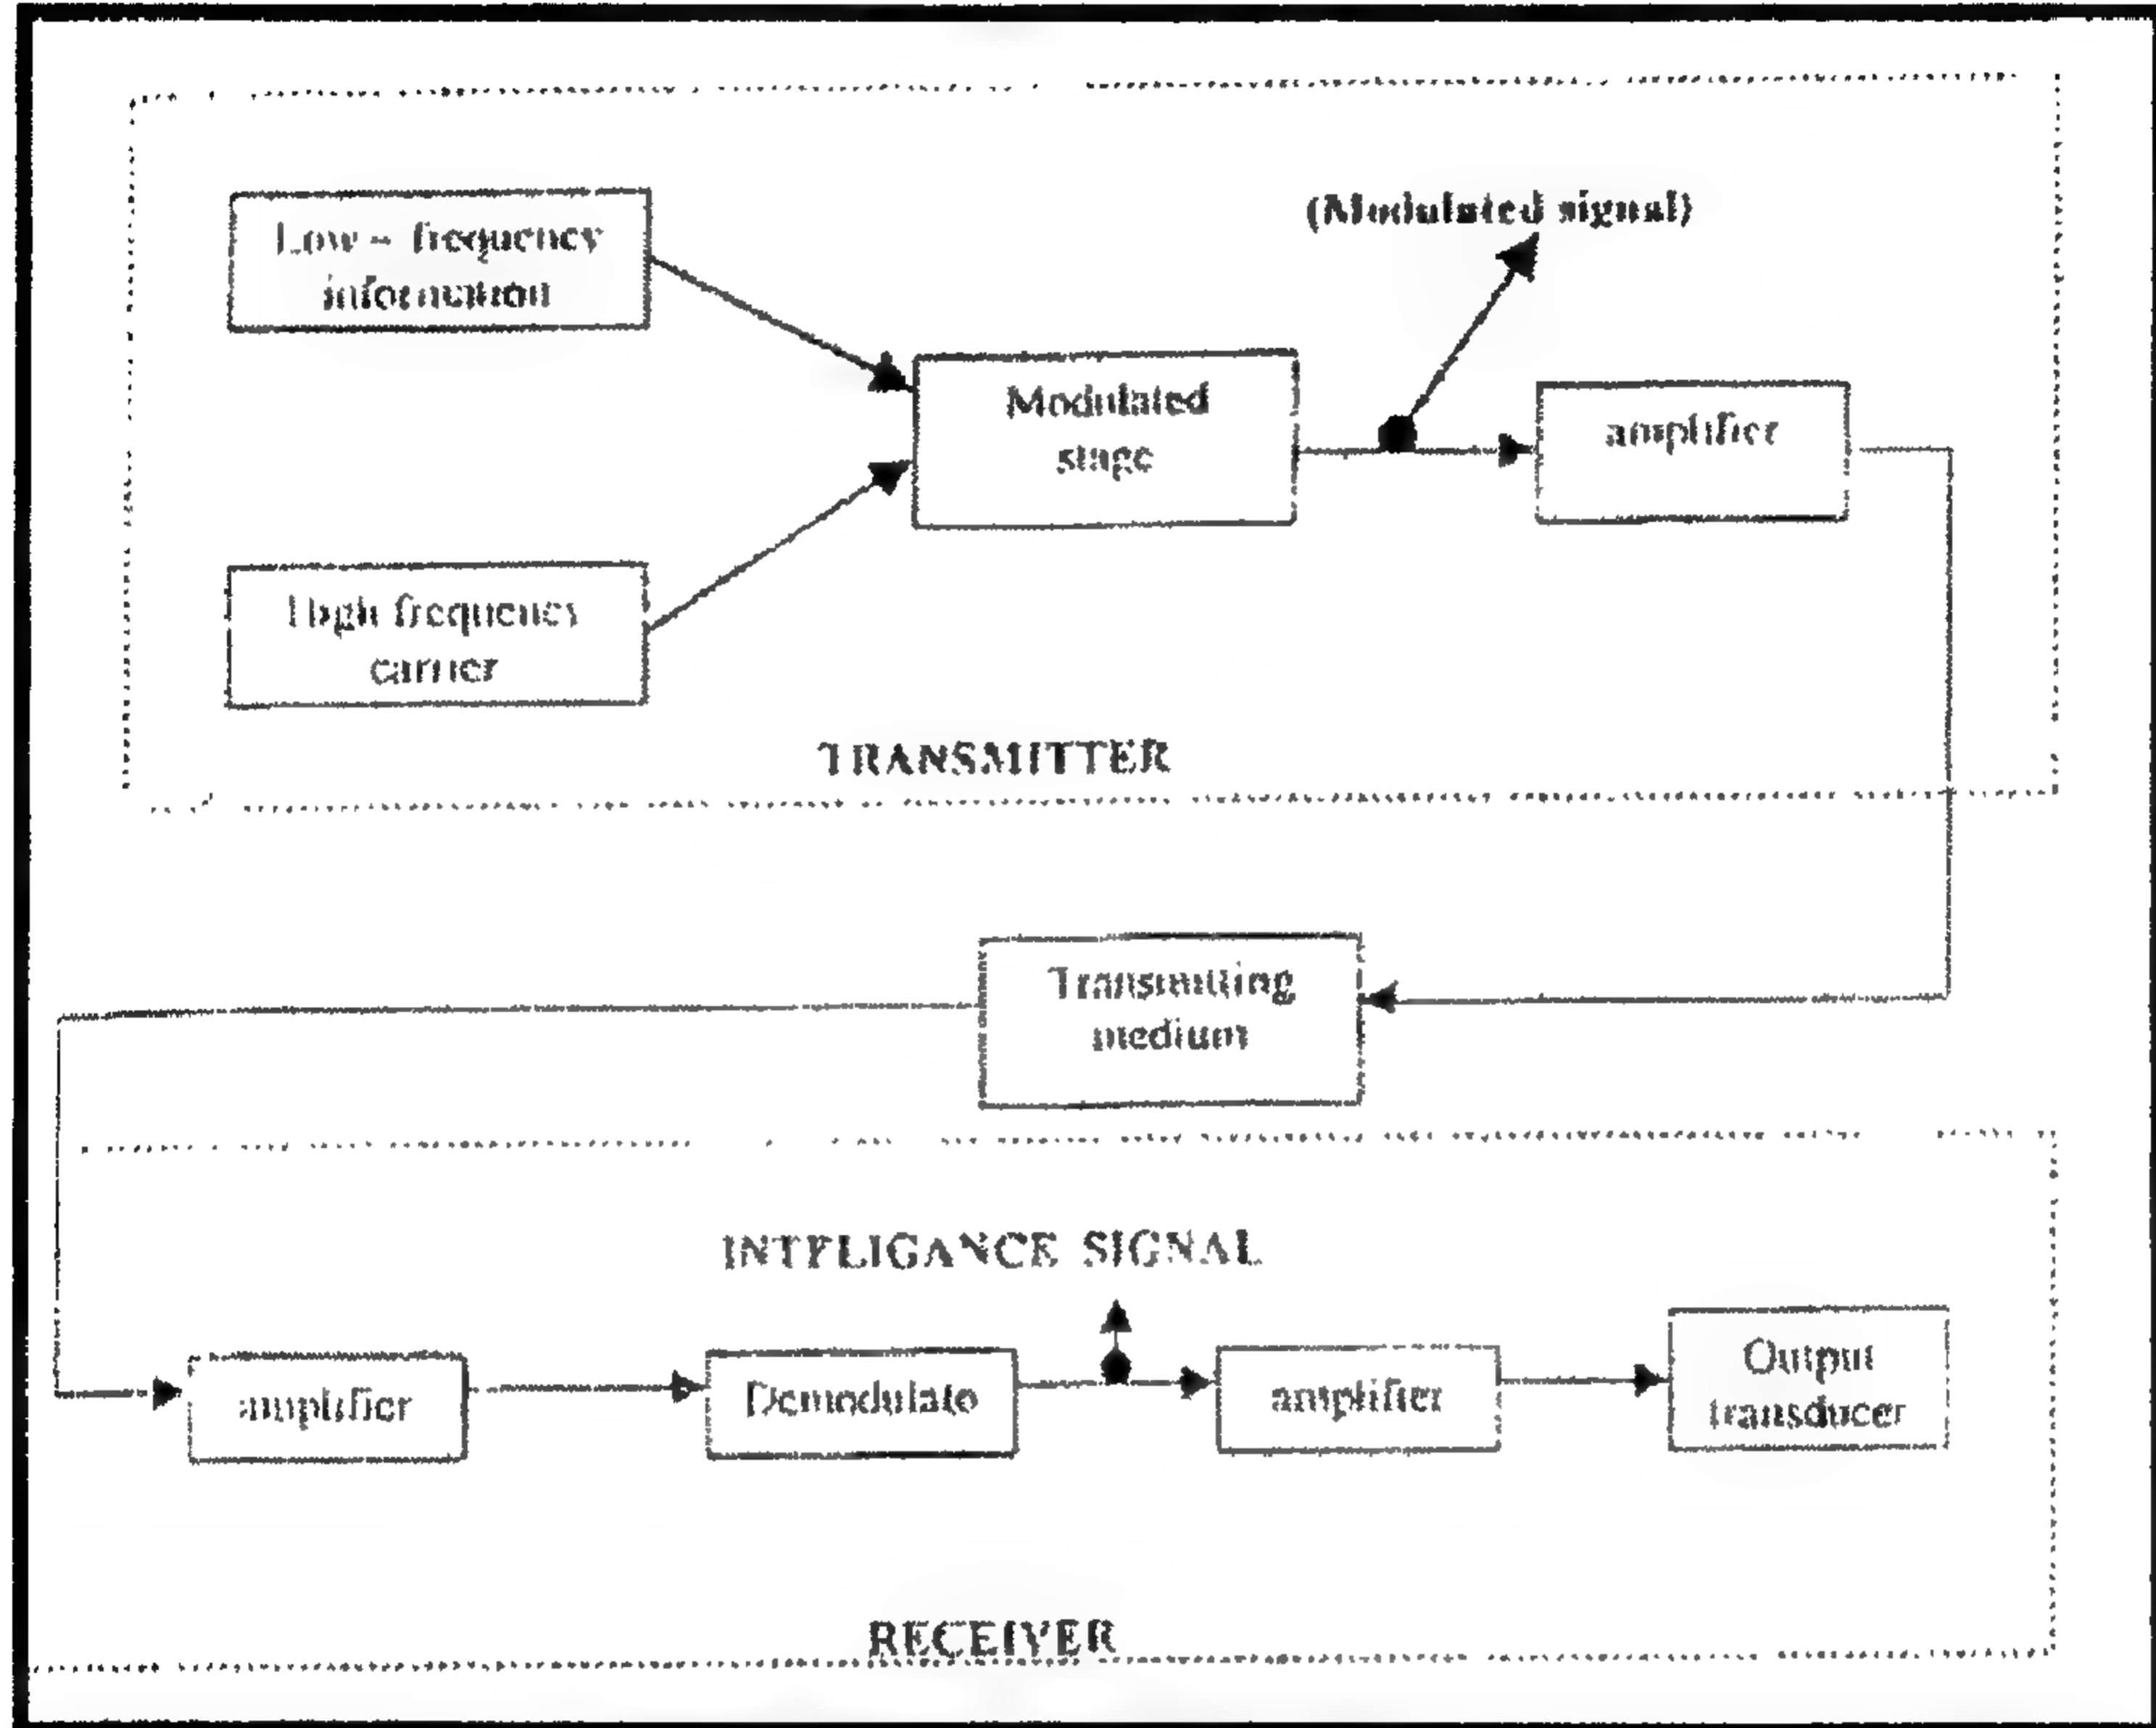 Low - frequency
information
(Modulated signal)
Modulated
stage
amplifier
High frequency
carrier
TRANSMITTER
Transmitting
medium
INTELIGANCE SIGNAL
amplifier
Demodulate
amplifier
Output
transducer
RECEIVER